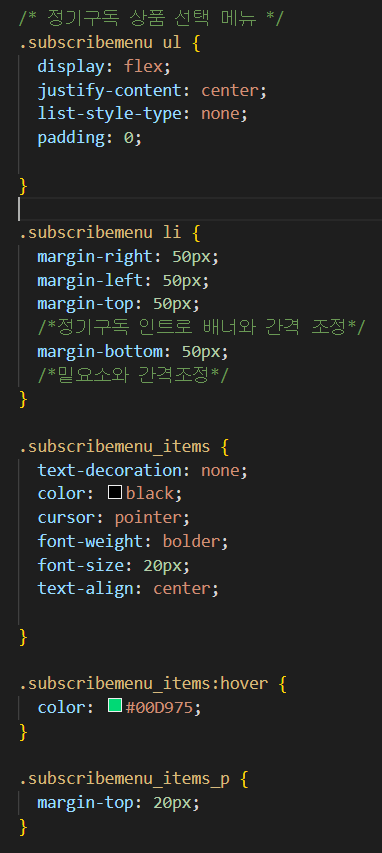 /* 정기구독 상품 선택 메뉴 */
.subscribemenu ul {
display: flex;
justify-content: center;
list-style-type: none;
padding: 0;
}
.subscribemenu li {
margin-right: 50px;
margin-left: 50px;
margin-top: 50px;
/*정기구독 인트로 배너와 간격 조정*/
margin-bottom: 50px;
/*밑요소와 간격조정*/
}
.subscribemenu_items {
text-decoration: none;
color: black;
cursor: pointer;
font-weight: bolder;
font-size: 20px;
text-align: center;
}
.subscribemenu_items:hover {
color: #00D975;
}
.subscribemenu_items_p {
margin-top: 20px;
}